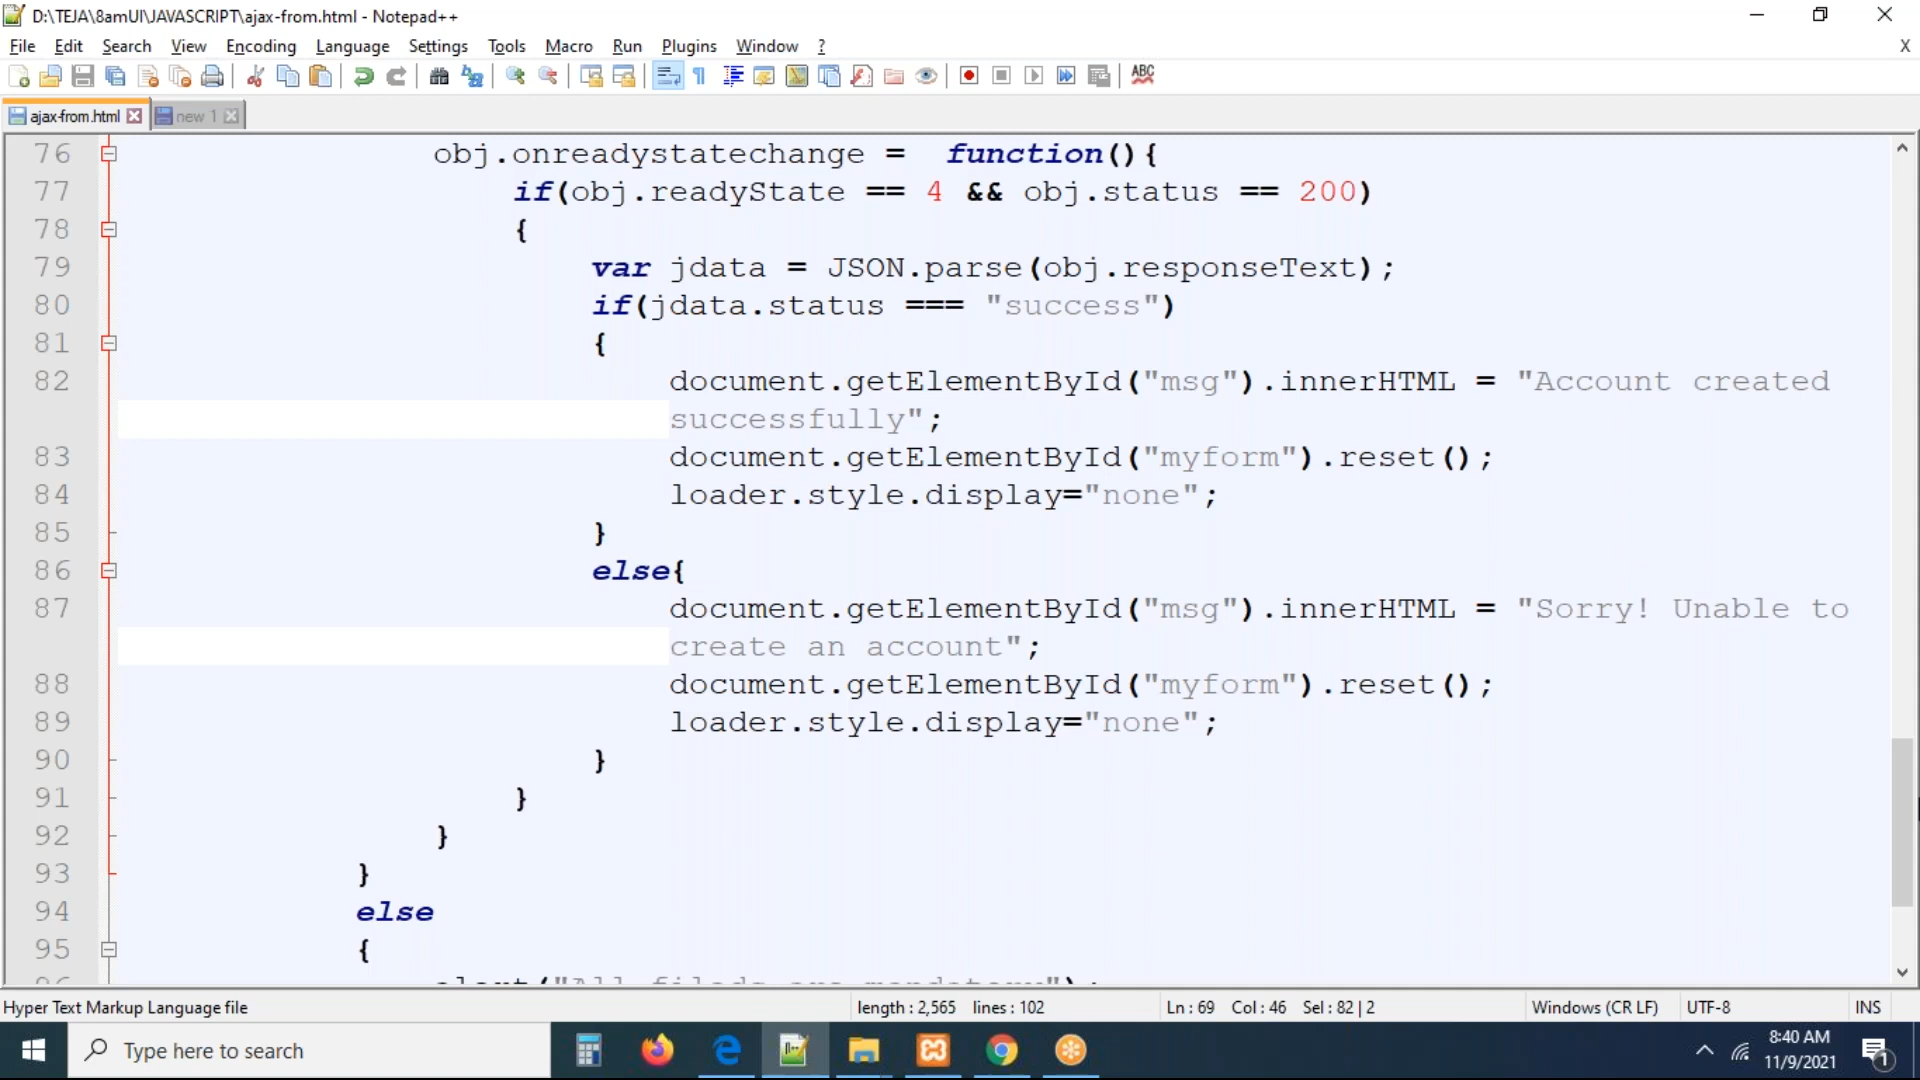 D:\TEJA\8amUI\JAVASCRIPT\ajax-from.html - Notepad++
File Edit Search View Encoding Language Settings Tools Macro Run Plugins Window ? X
ABC
ajax-from.html new 1
76 obj.onreadystatechange = function(){
77 if(obj.readyState == 4 && obj.status == 200)
78 {
79 var jdata = JSON.parse(obj.responseText);
80 if(jdata.status === "success")
81 {
82 document.getElementById("msg").innerHTML = "Account created
successfully";
83 document.getElementById("myform").reset();
84 loader.style.display="none";
85 }
86 else{
87 document.getElementById("msg").innerHTML = "Sorry! Unable to
create an account";
88 document.getElementById("myform").reset();
89 loader.style.display="none";
90 }
91 }
92 }
93 }
94 else
95 {
Hyper Text Markup Language file length : 2,565 lines : 102 Ln : 69 Col : 46 Sel : 82 | 2 Windows (CR LF) UTF-8 INS
Type here to search
8:40 AM
11/9/2021
1